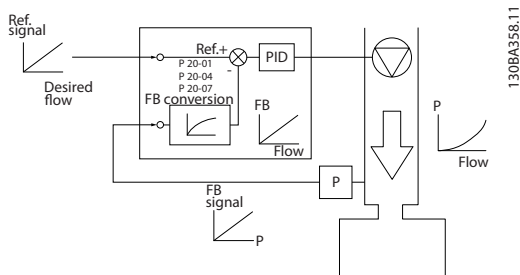 Ref.
signal
Desired
flow
Ref.+
-
P 20-01
P 20-04
P 20-07
FB conversion
PID
FB
Flow
P
FB
signal
P
P
Flow
130BA358.11